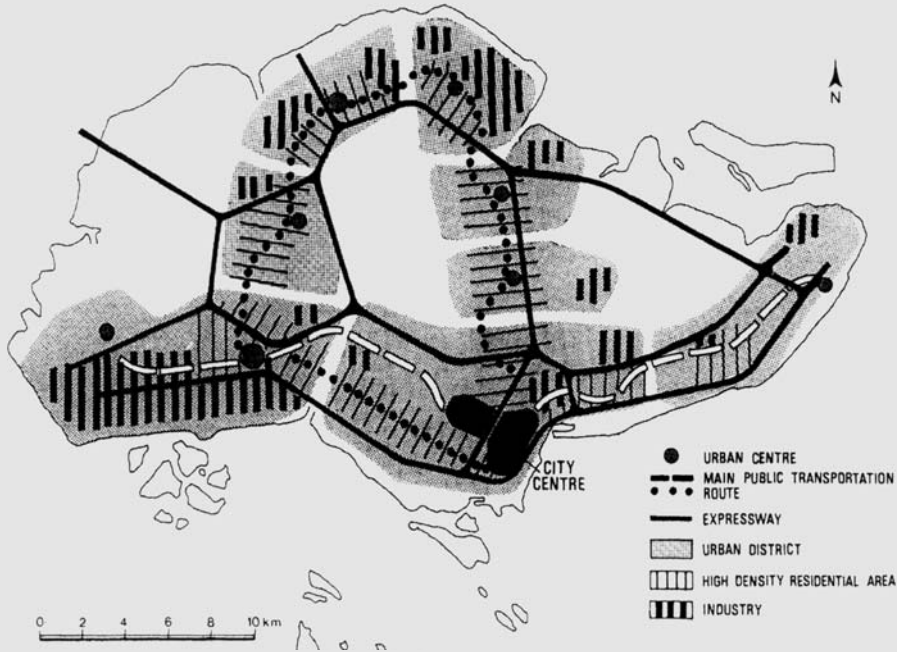 N
CITY
CENTRE
URBAN CENTRE
MAIN PUBLIC TRANSPORTATION
ROUTE
EXPRESSWAY
URBAN DISTRICT
HIGH DENSITY RESIDENTIAL AREA
INDUSTRY
0 2 4 6 8 10 km